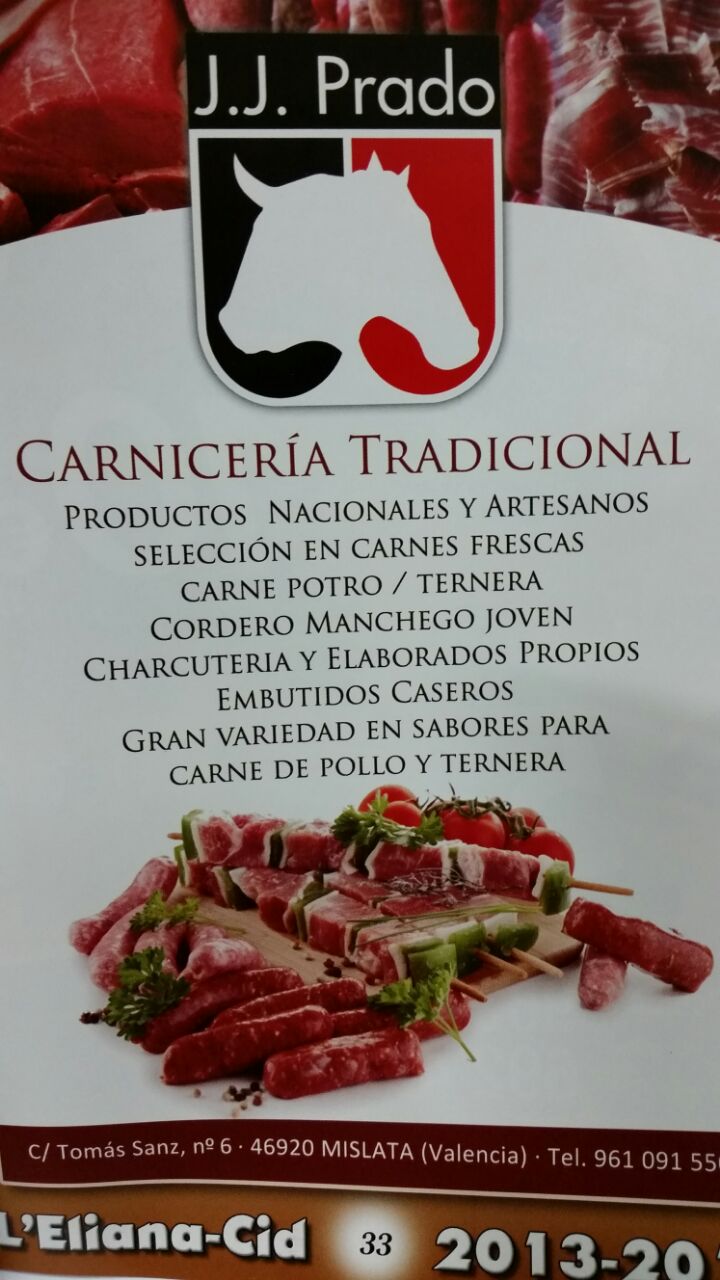 J.J. Prado
CARNICERÍA TRADICIONAL
PRODUCTOS NACIONALES Y ARTESANOS
SELECCIÓN EN CARNES FRESCAS
CARNE POTRO / TERNERA
CORDERO MANCHEGO JOVEN
CHARCUTERIA Y ELABORADOS PROPIOS
EMBUTIDOS CASEROS
GRAN VARIEDAD EN SABORES PARA
CARNE DE POLLO Y TERNERA
C/ Tomás Sanz, nº 6 · 46920 MISLATA (Valencia) · Tel. 961 091 550
L'Eliana-Cid 33 2013-201